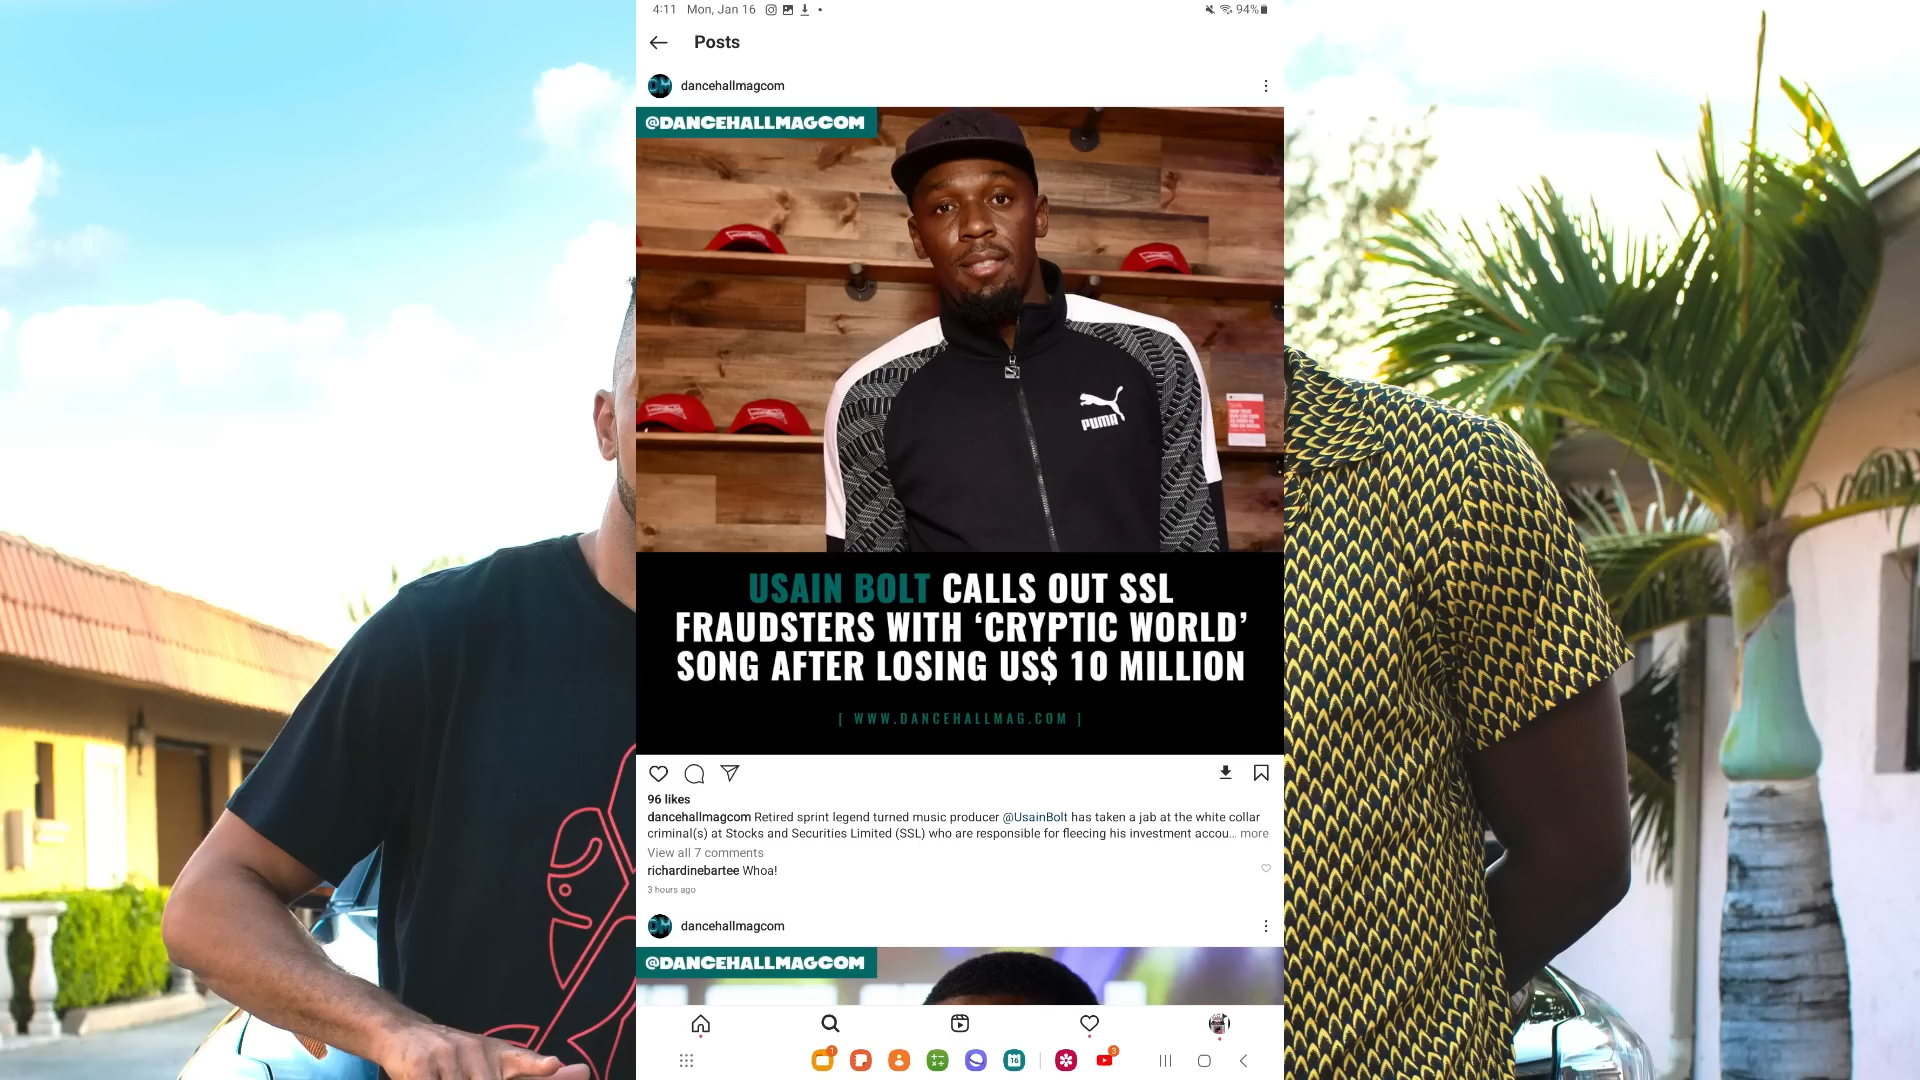 4:11 Mon, Jan 16
94%
Posts
dancehallmagcom
@DANCEHALLMAGCOM
PUMA
USAIN BOLT CALLS OUT SSL
FRAUDSTERS WITH ‘CRYPTIC WORLD’
SONG AFTER LOSING US$ 10 MILLION
[ WWW.DANCEHALLMAG.COM ]
96 likes
dancehallmagcom Retired sprint legend turned music producer @UsainBolt has taken a jab at the white collar
criminal(s) at Stocks and Securities Limited (SSL) who are responsible for fleecing his investment accou... more
View all 7 comments
richardinebartee Whoa!
3 hours ago
dancehallmagcom
@DANCEHALLMAGCOM
1
16
3